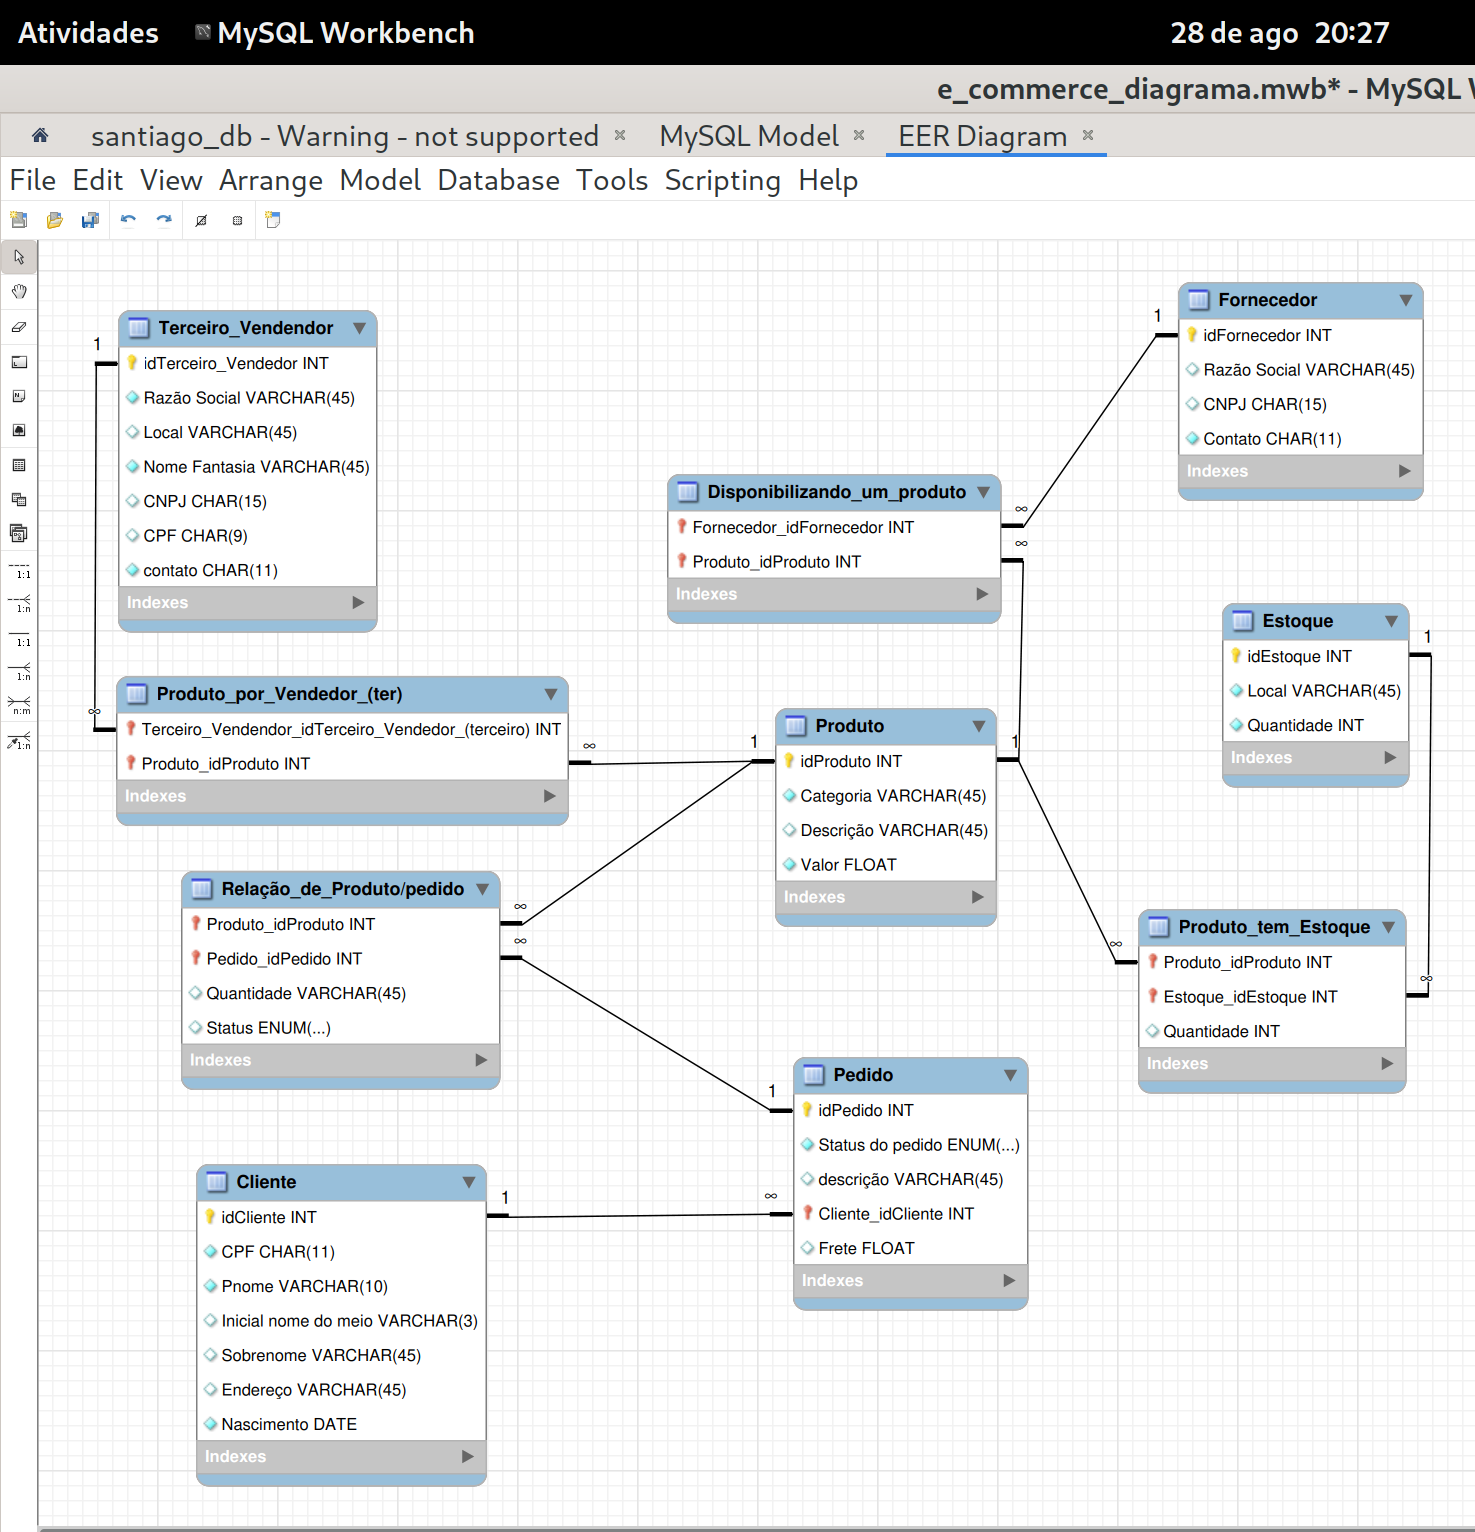 Atividades MySQL Workbench 28 de ago 20:27
e_commerce_diagrama.mwb* - MySQL
santiago_db - Warning - not supported × MySQL Model × EER Diagram ×
File Edit View Arrange Model Database Tools Scripting Help
1:1
1:n
1:1
1:n
n:m
1:n
Terceiro_Vendendor
1
idTerceiro_Vendedor INT
Razão Social VARCHAR(45)
Local VARCHAR(45)
Nome Fantasia VARCHAR(45)
CNPJ CHAR(15)
CPF CHAR(9)
contato CHAR(11)
Indexes
Fornecedor
1
idFornecedor INT
Razão Social VARCHAR(45)
CNPJ CHAR(15)
Contato CHAR(11)
Indexes
Disponibilizando_um_produto
∞
Fornecedor_idFornecedor INT
∞
Produto_idProduto INT
Indexes
Estoque
1
idEstoque INT
Local VARCHAR(45)
Quantidade INT
Indexes
Produto_por_Vendedor_(ter)
∞
Terceiro_Vendendor_idTerceiro_Vendedor_(terceiro) INT
∞
Produto_idProduto INT
Indexes
Produto
1
1
idProduto INT
Categoria VARCHAR(45)
Descrição VARCHAR(45)
Valor FLOAT
Indexes
Relação_de_Produto/pedido
∞
Produto_idProduto INT
∞
Pedido_idPedido INT
Quantidade VARCHAR(45)
Status ENUM(...)
Indexes
Produto_tem_Estoque
∞
Produto_idProduto INT
∞
Estoque_idEstoque INT
Quantidade INT
Indexes
Pedido
1
idPedido INT
Status do pedido ENUM(...)
descrição VARCHAR(45)
∞
Cliente_idCliente INT
Frete FLOAT
Indexes
Cliente
1
idCliente INT
CPF CHAR(11)
Pnome VARCHAR(10)
Inicial nome do meio VARCHAR(3)
Sobrenome VARCHAR(45)
Endereço VARCHAR(45)
Nascimento DATE
Indexes